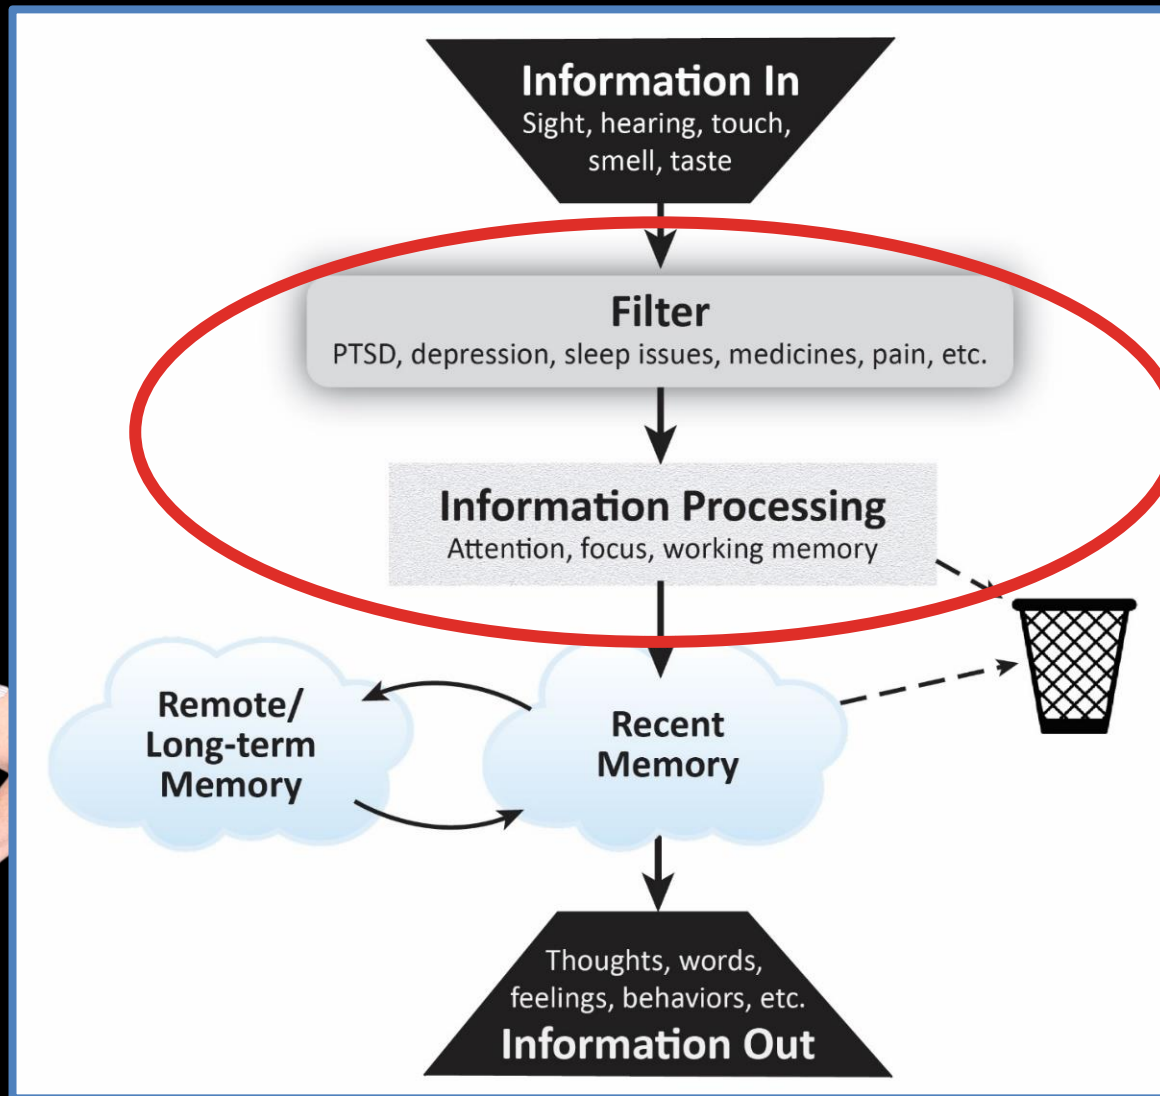 Information In
Sight, hearing, touch,
smell, taste
Filter
PTSD, depression, sleep issues, medicines, pain, etc.
Information Processing
Attention, focus, working memory
Remote/
Long-term
Memory
Recent
Memory
Thoughts, words,
feelings, behaviors, etc.
Information Out